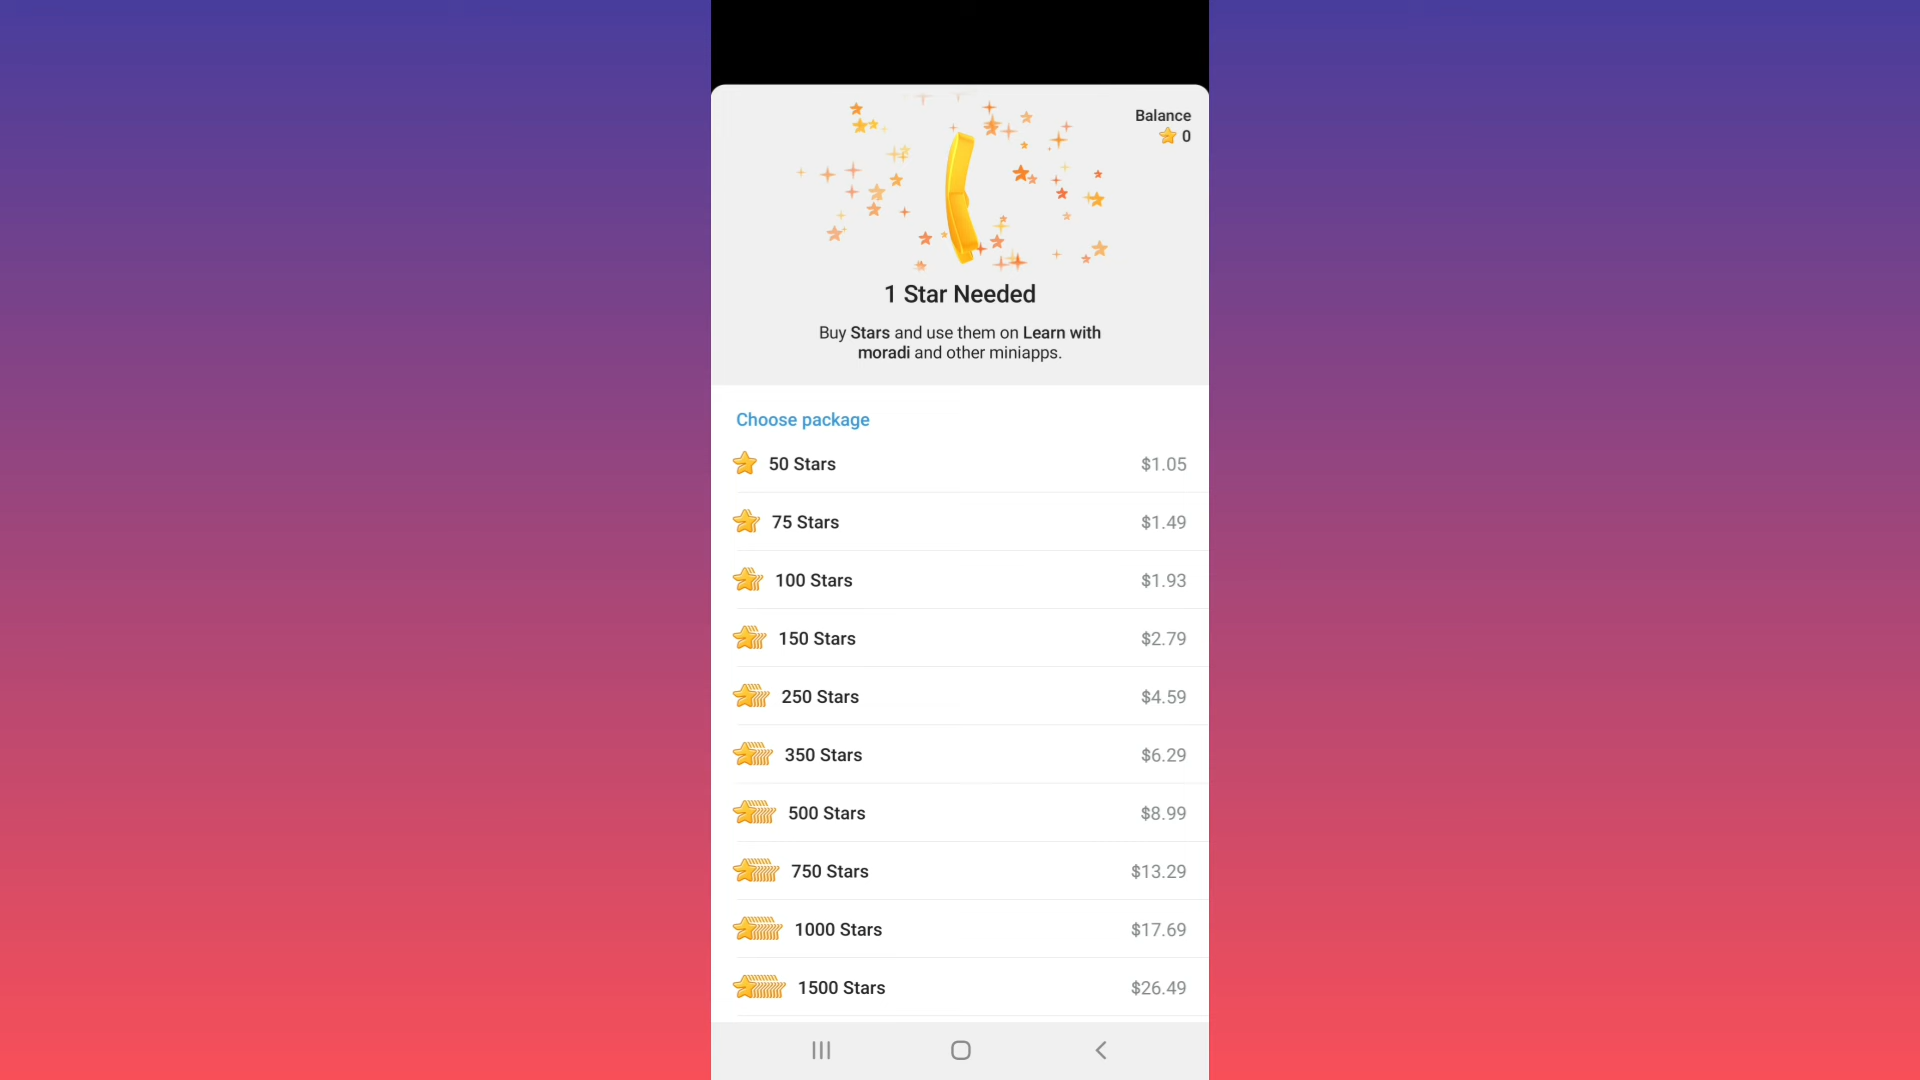 Balance
0
1 Star Needed
Buy Stars and use them on Learn with
moradi and other miniapps.
Choose package
50 Stars $1.05
75 Stars $1.49
100 Stars $1.93
150 Stars $2.79
250 Stars $4.59
350 Stars $6.29
500 Stars $8.99
750 Stars $13.29
1000 Stars $17.69
1500 Stars $26.49